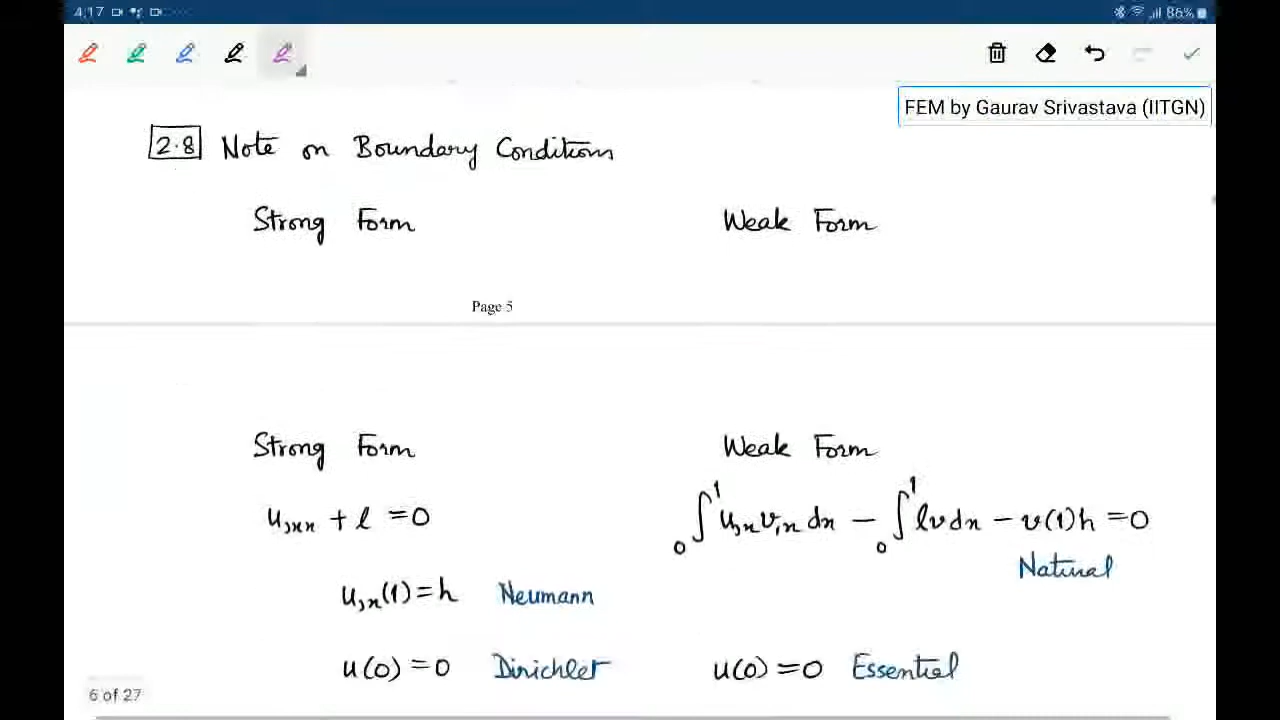 4:17
86%
FEM by Gaurav Srivastava (IITGN)
2.8 Note on Boundary Conditions
Strong Form Weak Form
Page 5
Strong Form Weak Form
u,xx + l = 0 ∫₀¹ u,x v,x dx − ∫₀¹ l v dx − v(1)h = 0
Natural
u,x(1) = h Neumann
u(0) = 0 Dirichlet u(0) = 0 Essential
6 of 27